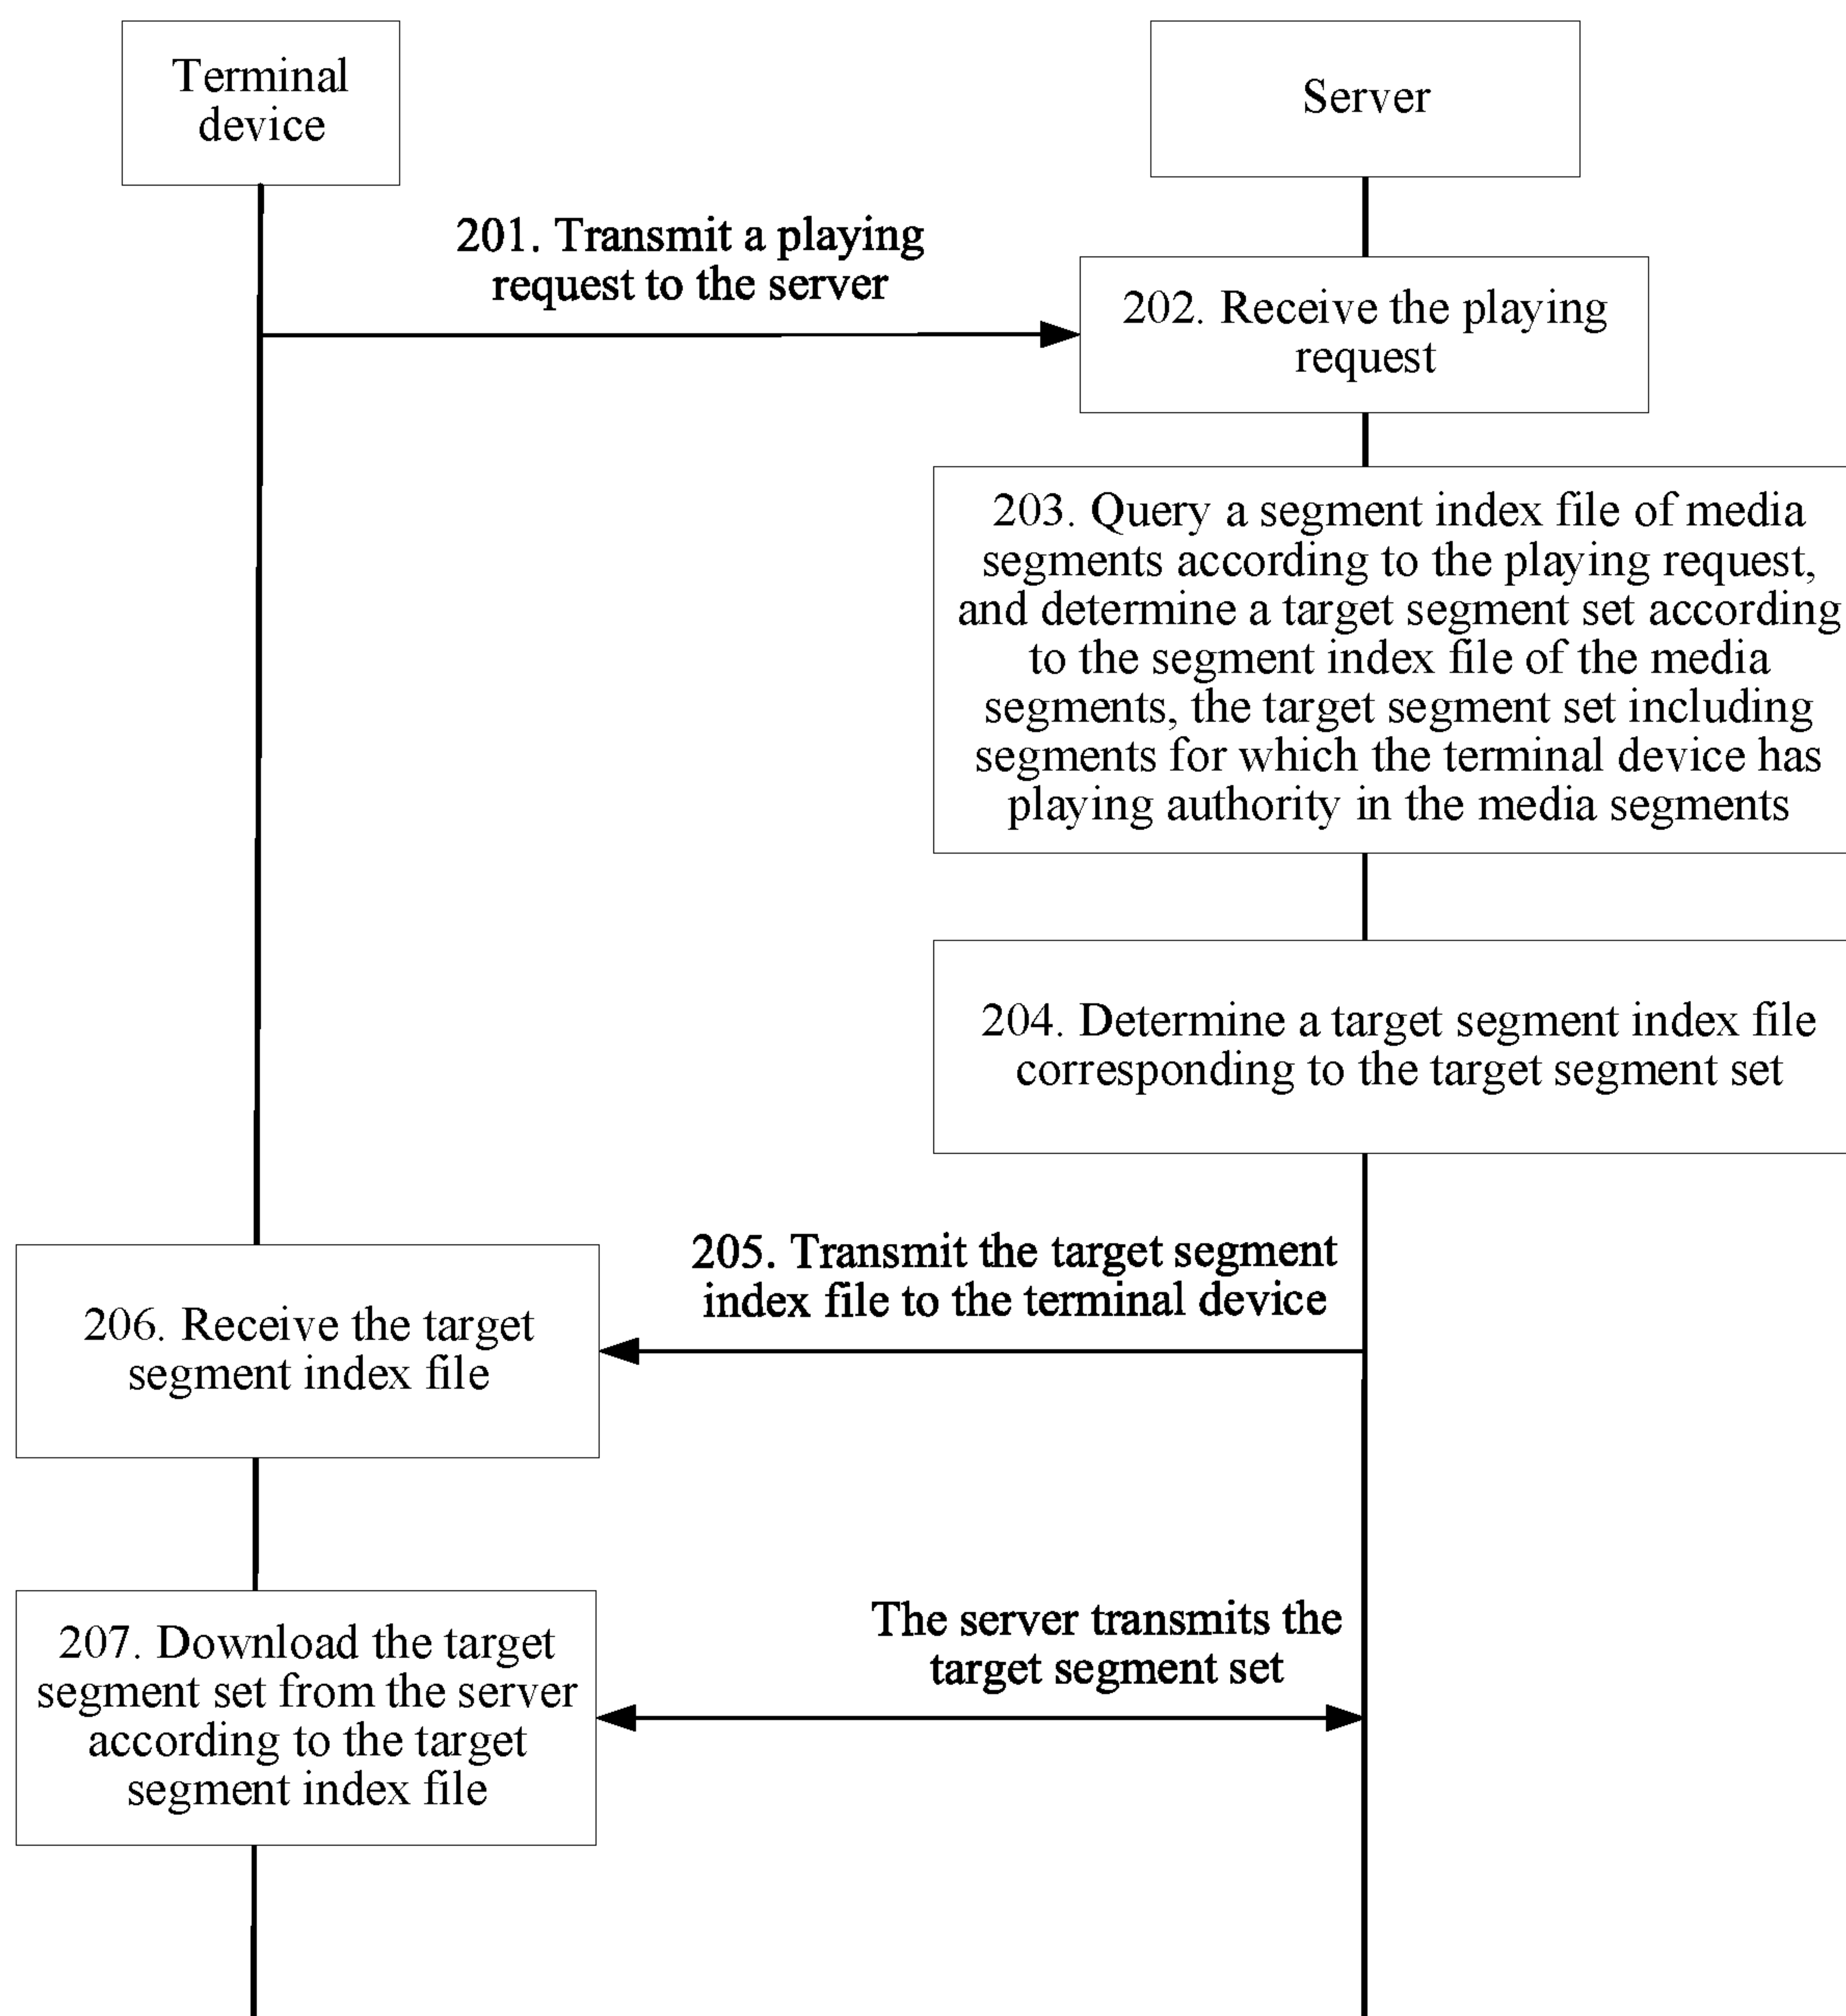 Terminal
device
Server
201. Transmit a playing
request to the server
202. Receive the playing
request
203. Query a segment index file of media
segments according to the playing request,
and determine a target segment set according
to the segment index file of the media
segments, the target segment set including
segments for which the terminal device has
playing authority in the media segments
204. Determine a target segment index file
corresponding to the target segment set
205. Transmit the target segment
index file to the terminal device
206. Receive the target
segment index file
The server transmits the
target segment set
207. Download the target
segment set from the server
according to the target
segment index file